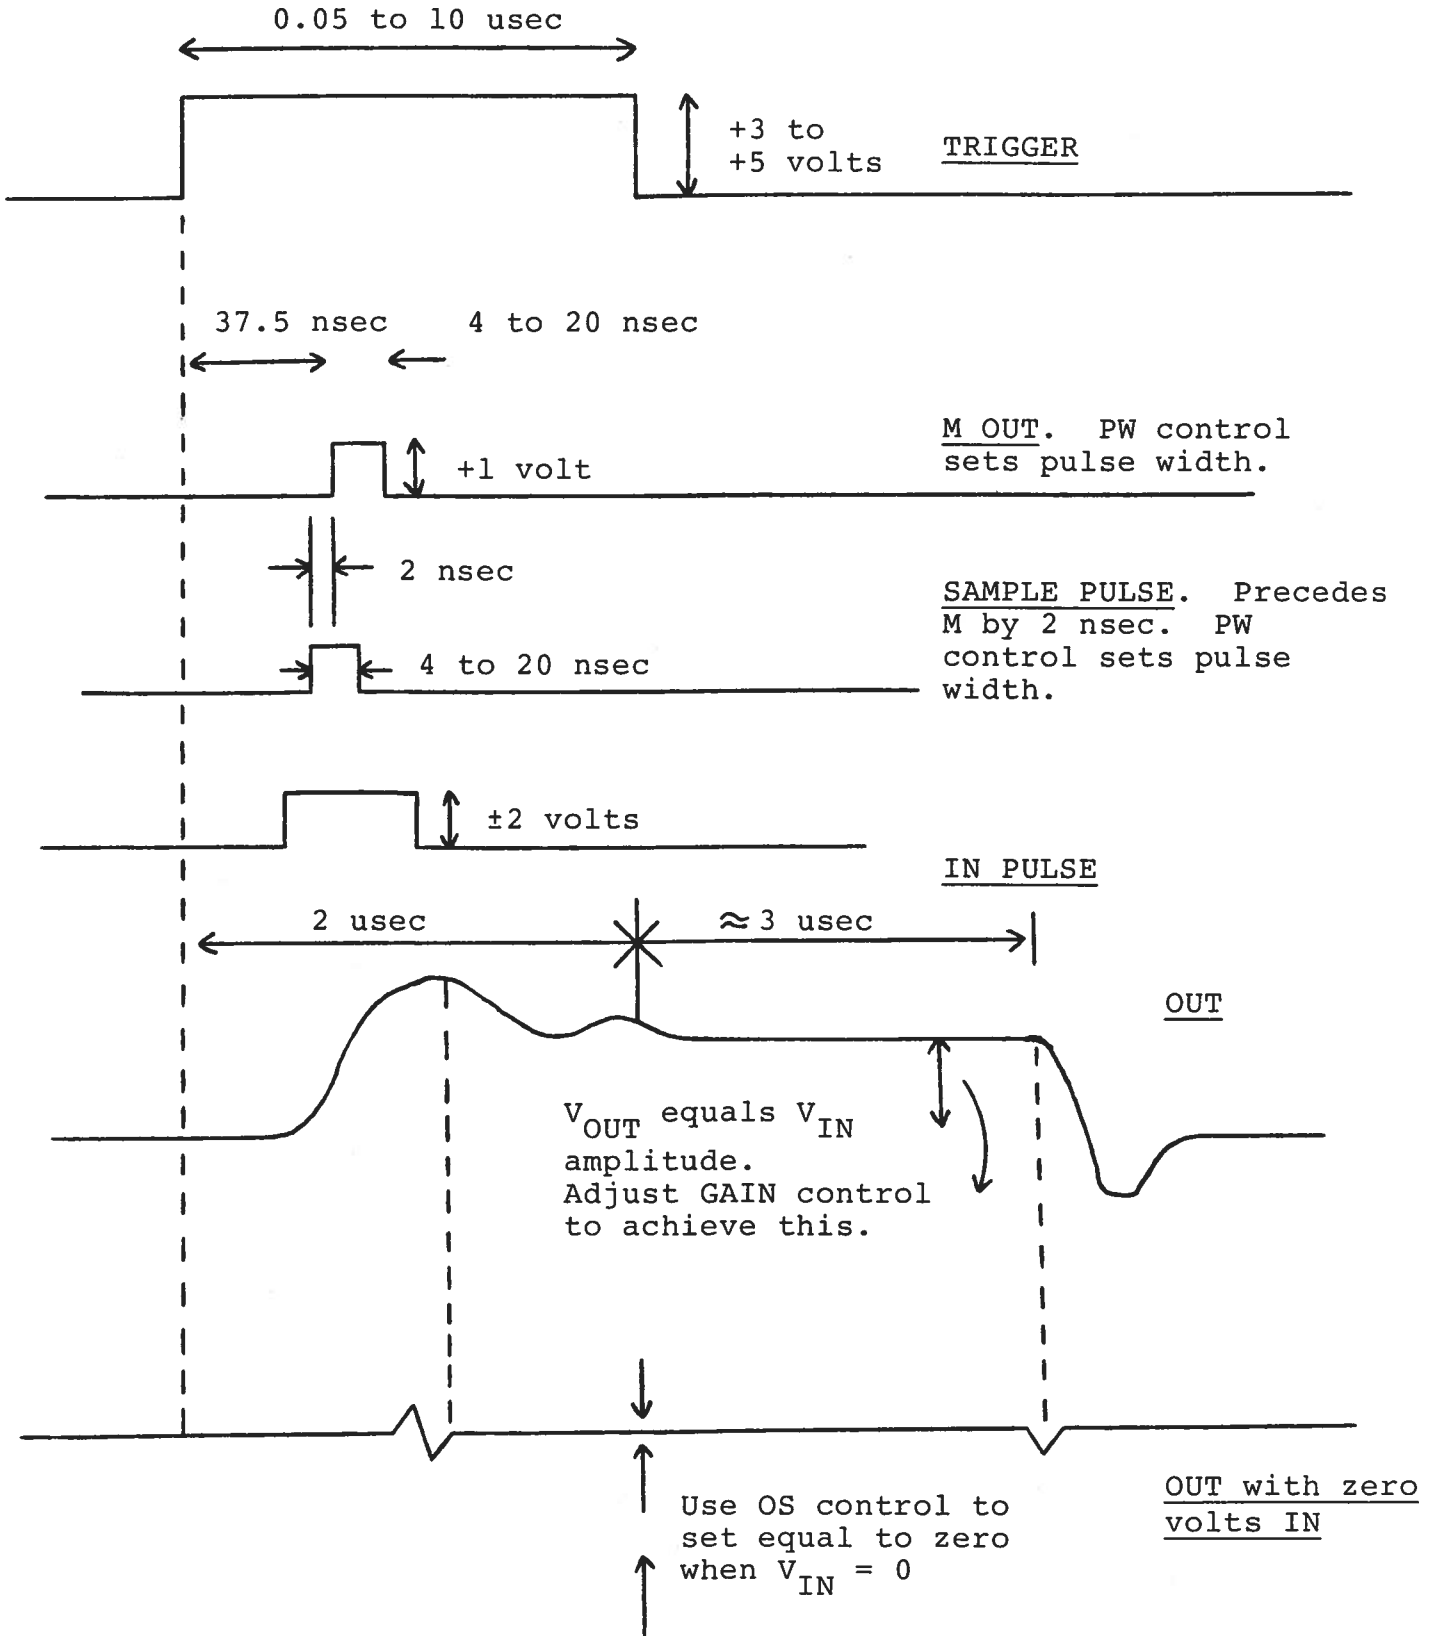 0.05 to 10 usec
+3 to
+5 volts
TRIGGER
37.5 nsec
4 to 20 nsec
M OUT. PW control
sets pulse width.
+1 volt
2 nsec
SAMPLE PULSE. Precedes
M by 2 nsec. PW
control sets pulse
width.
4 to 20 nsec
±2 volts
IN PULSE
2 usec
≈ 3 usec
OUT
VOUT equals VIN
amplitude.
Adjust GAIN control
to achieve this.
OUT with zero
volts IN
Use OS control to
set equal to zero
when VIN = 0